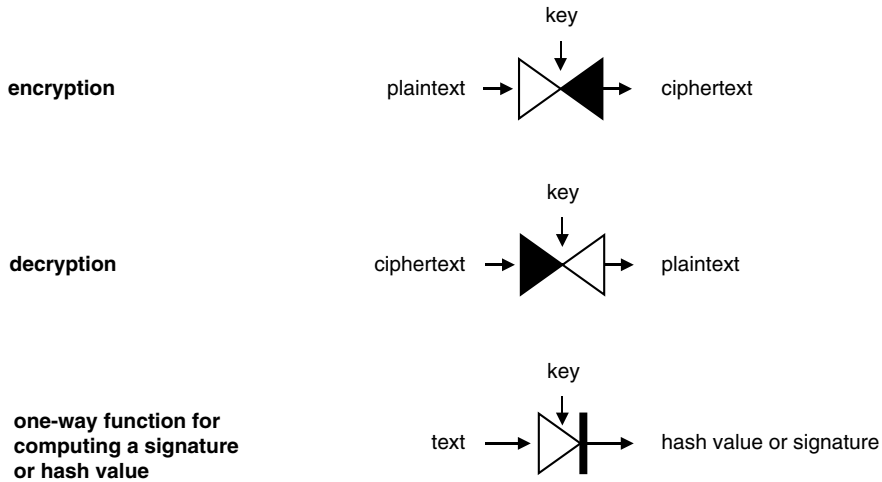 key
encryption
plaintext
ciphertext
key
decryption
ciphertext
plaintext
key
one-way function for
computing a signature
or hash value
text
hash value or signature